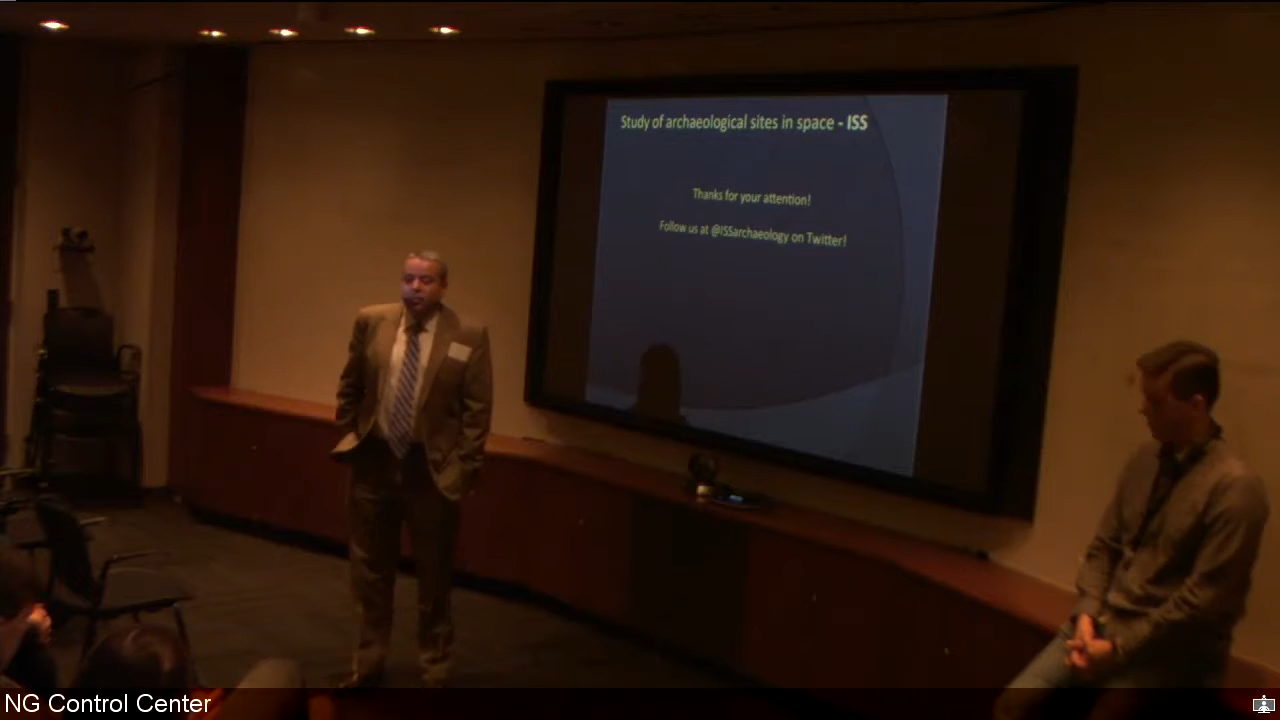 Study of archaeological sites in space - ISS
Thanks for your attention!
Follow us at @ISSarchaeology on Twitter!
NG Control Center